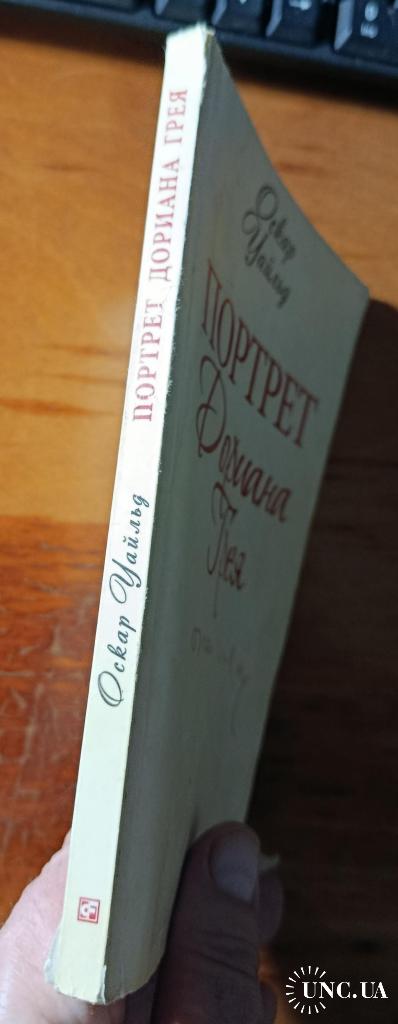 Оскар Уайльд ПОРТРЕТ ДОРИАНА ГРЕЯ
Оскар
Уайльд
ПОРТРЕТ
Дориана
Грея
UNC.UA